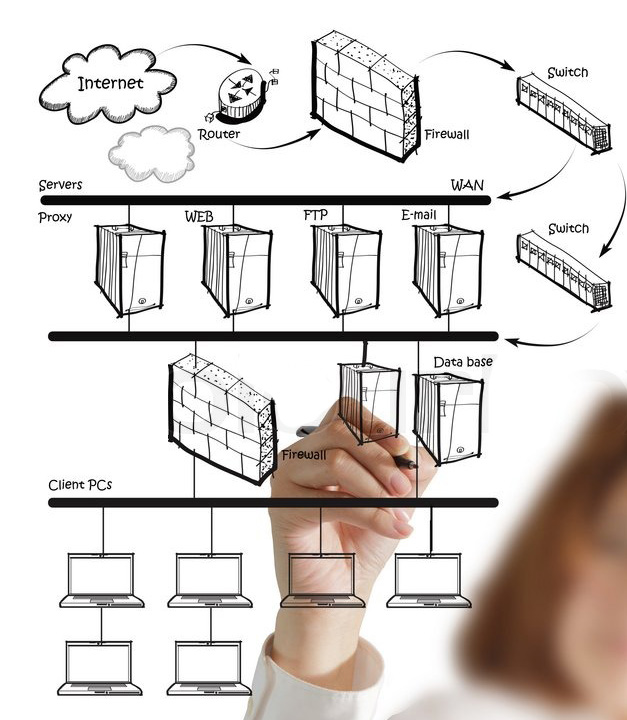 Internet
Router
Firewall
Switch
Servers
WAN
Proxy
WEB
FTP
E-mail
Switch
Data base
Firewall
Client PCs